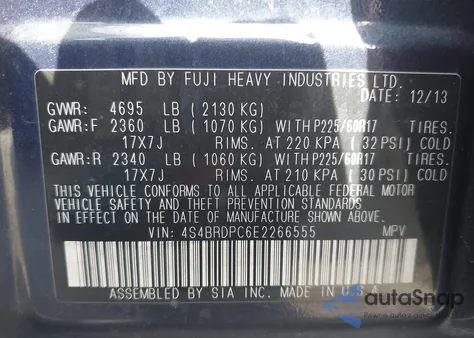 MFD BY FUJI HEAVY INDUSTRIES LTD.
DATE: 12/13
GVWR: 4695 LB (2130 KG)
GAWR:F 2360 LB (1070 KG) WITH P225/60R17 TIRES.
17X7J RIMS. AT 220 KPA ( 32 PSI) COLD
GAWR:R 2340 LB (1060 KG) WITH P225/60R17 TIRES.
17X7J RIMS. AT 210 KPA ( 30 PSI) COLD
THIS VEHICLE CONFORMS TO ALL APPLICABLE FEDERAL MOTOR
VEHICLE SAFETY AND THEFT PREVENTION STANDARDS
IN EFFECT ON THE DATE OF MANUFACTURE SHOWN ABOVE.
VIN: 4S4BRDPC6E2266555 MPV
ASSEMBLED BY SIA INC. MADE IN U.S.A.
autoSnap